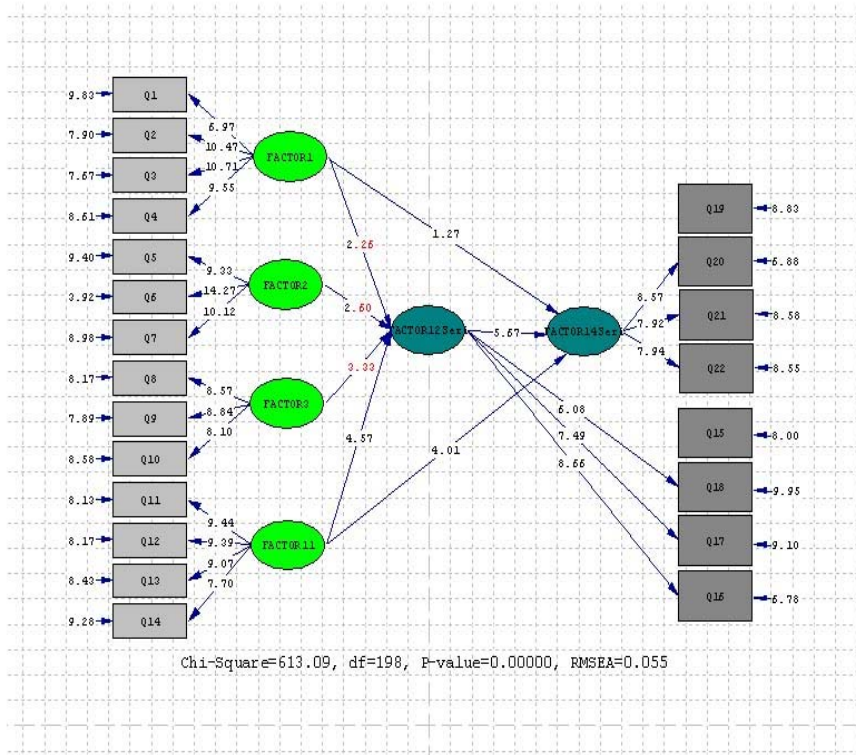 9.83 Q1
7.90 Q2
7.67 Q3
8.61 Q4
9.40 Q5
3.92 Q6
8.98 Q7
8.17 Q8
7.89 Q9
8.58 Q10
8.13 Q11
8.17 Q12
8.43 Q13
9.28 Q14
6.97
10.47
10.71
9.55
9.33
14.27
10.12
8.57
8.84
8.10
9.44
9.39
9.07
7.70
FACTOR1
FACTOR2
FACTOR3
FACTOR11
2.26
2.60
3.33
4.57
1.27
4.01
5.67
6.08
7.49
8.66
8.57
7.92
7.94
Q19 8.83
Q20 6.88
Q21 8.58
Q22 8.55
Q15 8.00
Q18 9.95
Q17 9.10
Q16 6.78
Chi-Square=613.09, df=198, P-value=0.00000, RMSEA=0.055